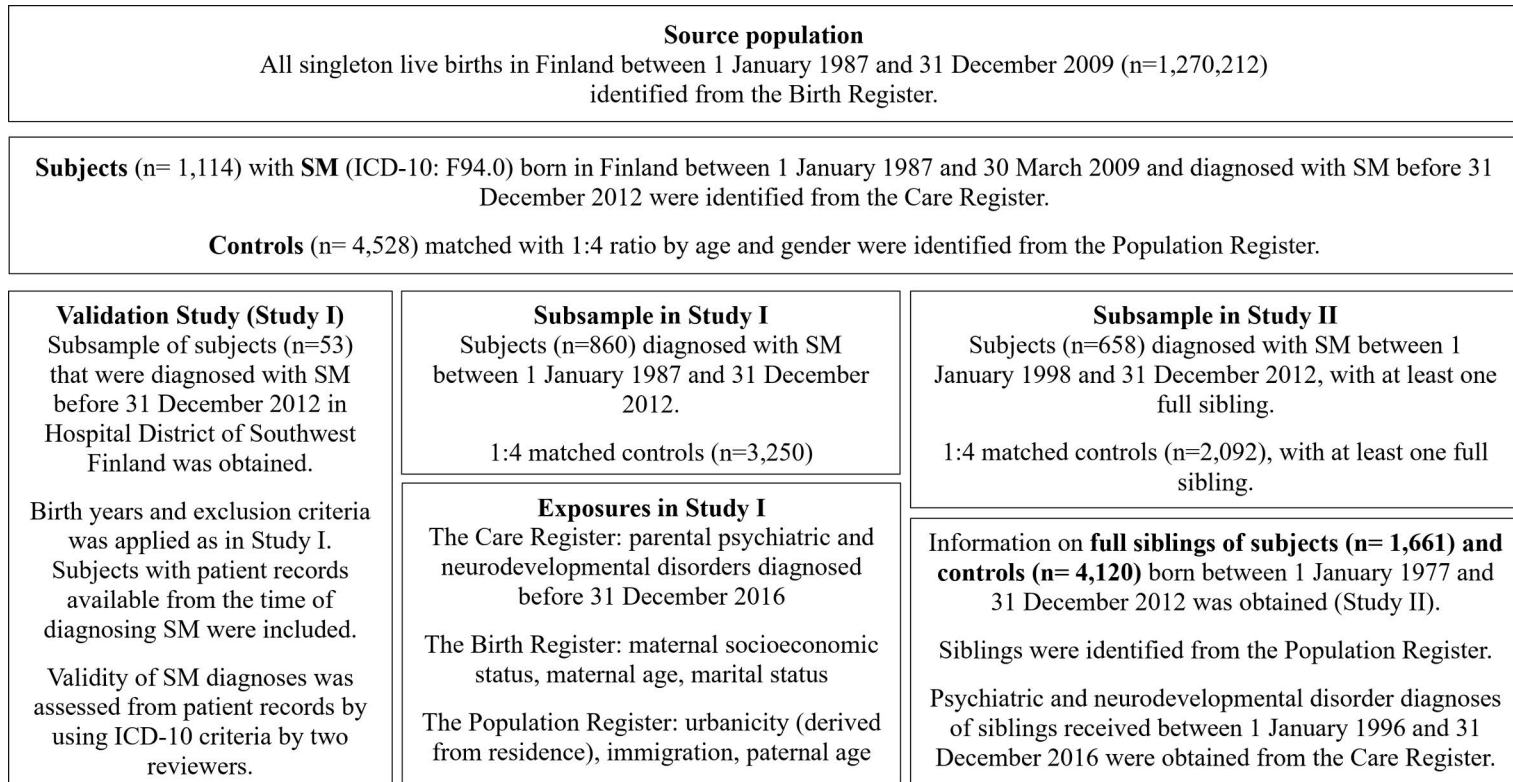 Source population
All singleton live births in Finland between 1 January 1987 and 31 December 2009 (n=1,270,212)
identified from the Birth Register.
Subjects (n= 1,114) with SM (ICD-10: F94.0) born in Finland between 1 January 1987 and 30 March 2009 and diagnosed with SM before 31
December 2012 were identified from the Care Register.
Controls (n= 4,528) matched with 1:4 ratio by age and gender were identified from the Population Register.
Validation Study (Study I)
Subsample of subjects (n=53)
that were diagnosed with SM
before 31 December 2012 in
Hospital District of Southwest
Finland was obtained.
Birth years and exclusion criteria
was applied as in Study I.
Subjects with patient records
available from the time of
diagnosing SM were included.
Validity of SM diagnoses was
assessed from patient records by
using ICD-10 criteria by two
reviewers.
Subsample in Study I
Subjects (n=860) diagnosed with SM
between 1 January 1987 and 31 December
2012.
1:4 matched controls (n=3,250)
Exposures in Study I
The Care Register: parental psychiatric and
neurodevelopmental disorders diagnosed
before 31 December 2016
The Birth Register: maternal socioeconomic
status, maternal age, marital status
The Population Register: urbanicity (derived
from residence), immigration, paternal age
Subsample in Study II
Subjects (n=658) diagnosed with SM between 1
January 1998 and 31 December 2012, with at least one
full sibling.
1:4 matched controls (n=2,092), with at least one full
sibling.
Information on full siblings of subjects (n= 1,661) and
controls (n= 4,120) born between 1 January 1977 and
31 December 2012 was obtained (Study II).
Siblings were identified from the Population Register.
Psychiatric and neurodevelopmental disorder diagnoses
of siblings received between 1 January 1996 and 31
December 2016 were obtained from the Care Register.